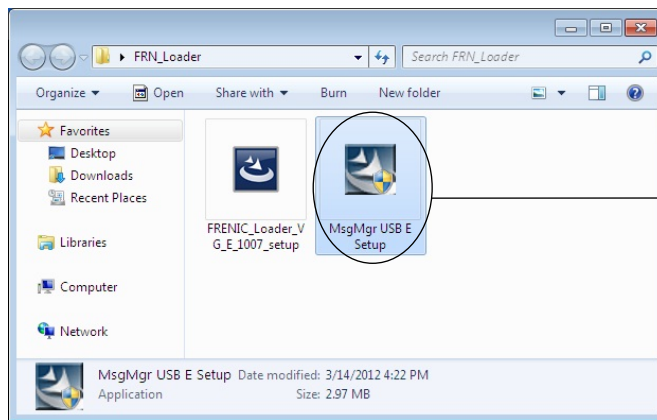 FRN_Loader
Search FRN_Loader
Organize
Open
Share with
Burn
New folder
Favorites
Desktop
Downloads
Recent Places
Libraries
Computer
Network
FRENIC_Loader_V
G_E_1007_setup
MsgMgr USB E
Setup
MsgMgr USB E Setup Date modified: 3/14/2012 4:22 PM
Application Size: 2.97 MB